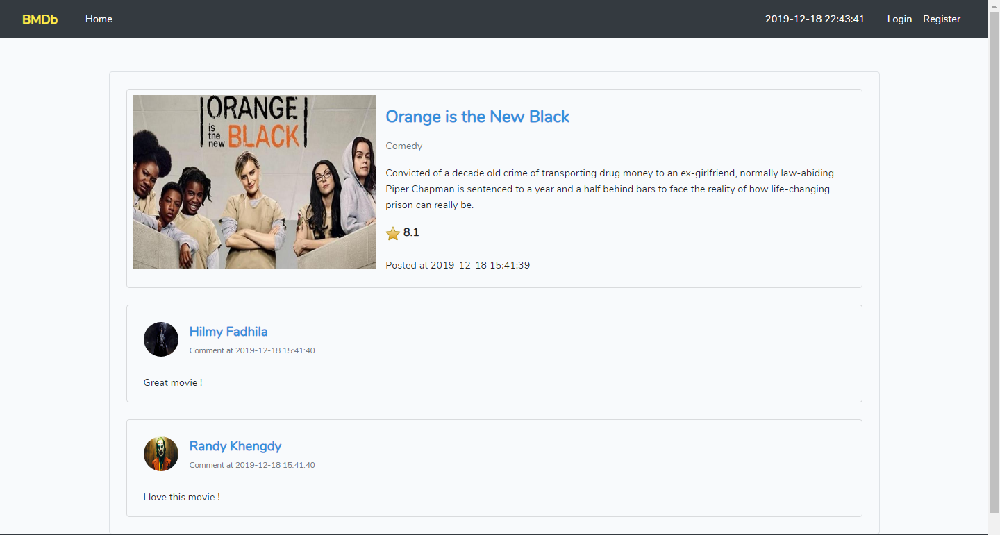 BMDb Home 2019-12-18 22:43:41 Login Register
ORANGE
is the new BLACK
Orange is the New Black
Comedy
Convicted of a decade old crime of transporting drug money to an ex-girlfriend, normally law-abiding
Piper Chapman is sentenced to a year and a half behind bars to face the reality of how life-changing
prison can really be.
8.1
Posted at 2019-12-18 15:41:39
Hilmy Fadhila
Comment at 2019-12-18 15:41:40
Great movie !
Randy Khengdy
Comment at 2019-12-18 15:41:40
I love this movie !